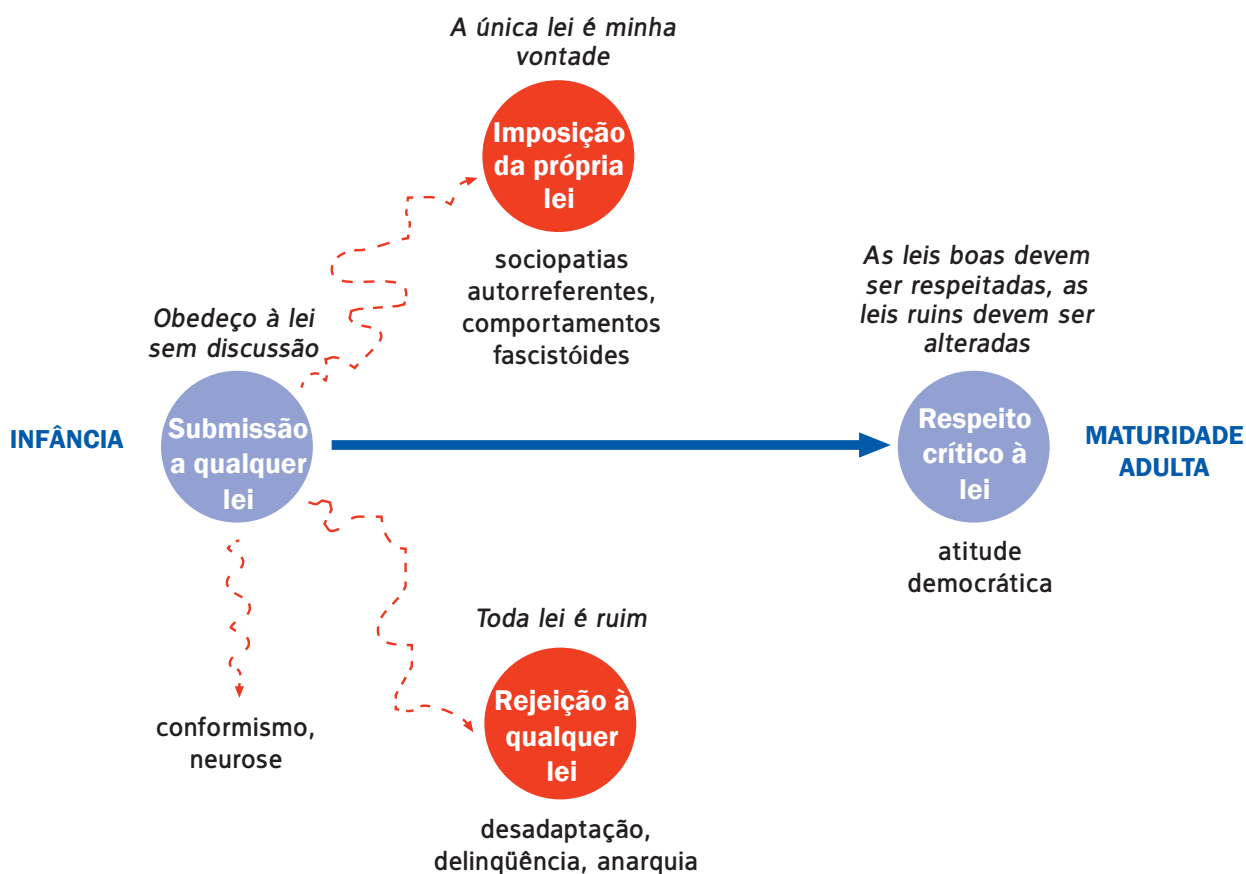 A única lei é minha
vontade
Imposição
da própria
lei
sociopatias
autorreferentes,
comportamentos
fascistóides
As leis boas devem
ser respeitadas, as
leis ruins devem ser
alteradas
Obedeço à lei
sem discussão
INFÂNCIA
Submissão
a qualquer
lei
Respeito
crítico à
lei
MATURIDADE
ADULTA
atitude
democrática
conformismo,
neurose
Toda lei é ruim
Rejeição à
qualquer
lei
desadaptação,
delinqüência, anarquia